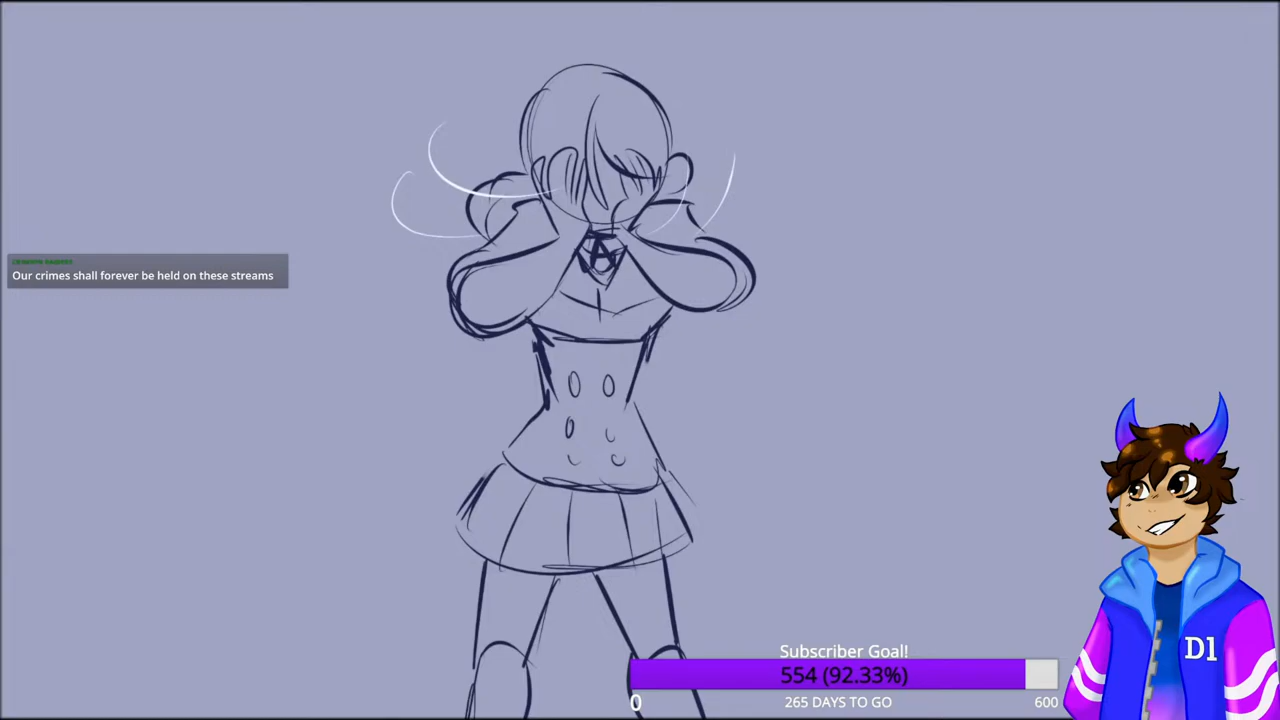 Our crimes shall forever be held on these streams
A
Subscriber Goal!
554 (92.33%)
0
265 DAYS TO GO
600
D1